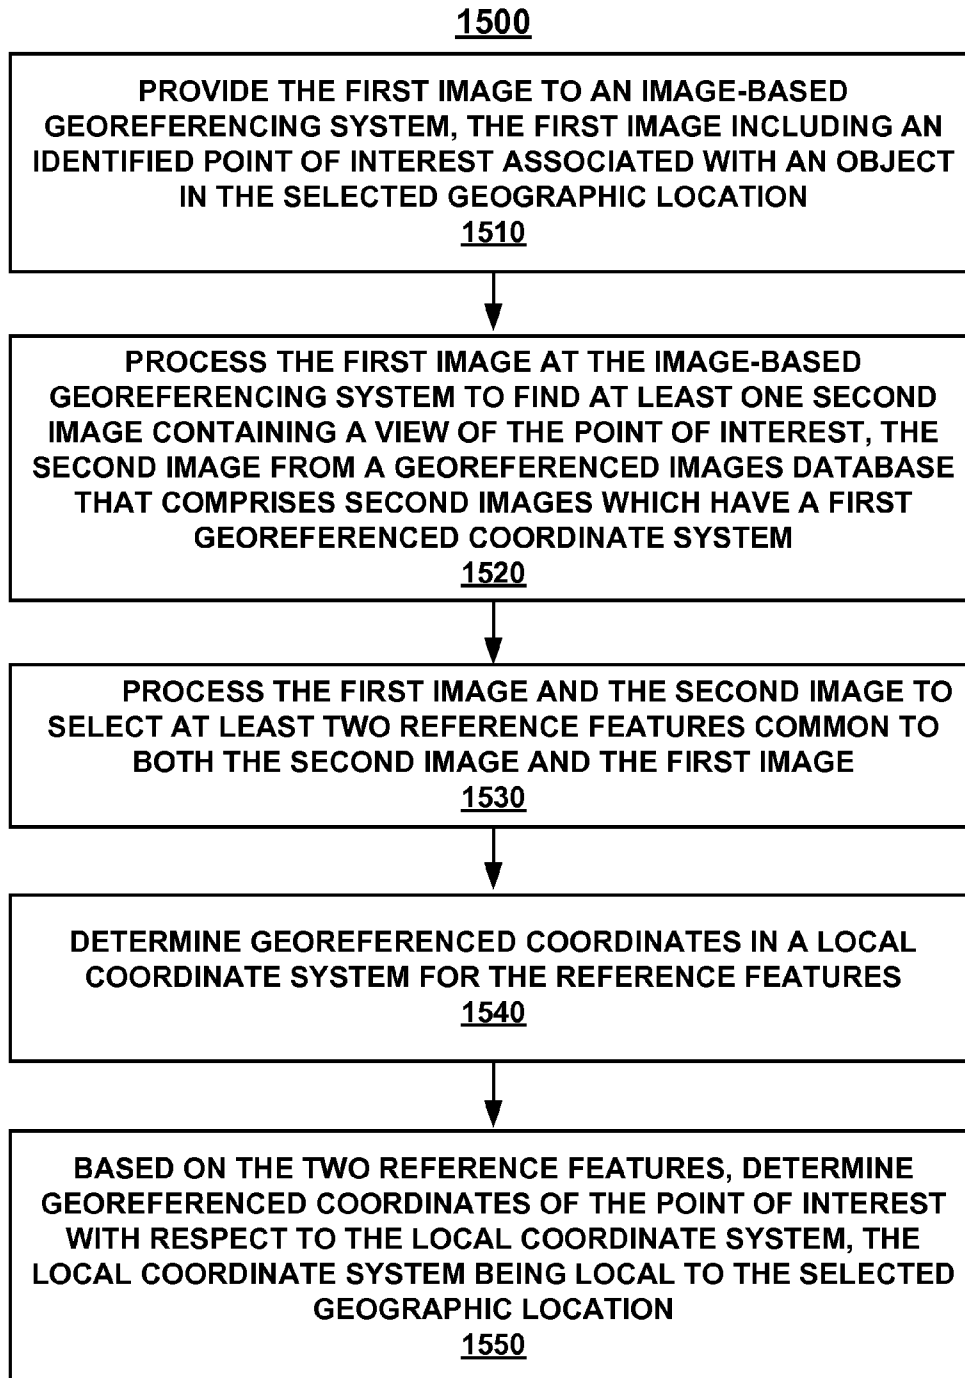 1500
PROVIDE THE FIRST IMAGE TO AN IMAGE-BASED
GEOREFERENCING SYSTEM, THE FIRST IMAGE INCLUDING AN
IDENTIFIED POINT OF INTEREST ASSOCIATED WITH AN OBJECT
IN THE SELECTED GEOGRAPHIC LOCATION
1510
PROCESS THE FIRST IMAGE AT THE IMAGE-BASED
GEOREFERENCING SYSTEM TO FIND AT LEAST ONE SECOND
IMAGE CONTAINING A VIEW OF THE POINT OF INTEREST, THE
SECOND IMAGE FROM A GEOREFERENCED IMAGES DATABASE
THAT COMPRISES SECOND IMAGES WHICH HAVE A FIRST
GEOREFERENCED COORDINATE SYSTEM
1520
PROCESS THE FIRST IMAGE AND THE SECOND IMAGE TO
SELECT AT LEAST TWO REFERENCE FEATURES COMMON TO
BOTH THE SECOND IMAGE AND THE FIRST IMAGE
1530
DETERMINE GEOREFERENCED COORDINATES IN A LOCAL
COORDINATE SYSTEM FOR THE REFERENCE FEATURES
1540
BASED ON THE TWO REFERENCE FEATURES, DETERMINE
GEOREFERENCED COORDINATES OF THE POINT OF INTEREST
WITH RESPECT TO THE LOCAL COORDINATE SYSTEM, THE
LOCAL COORDINATE SYSTEM BEING LOCAL TO THE SELECTED
GEOGRAPHIC LOCATION
1550